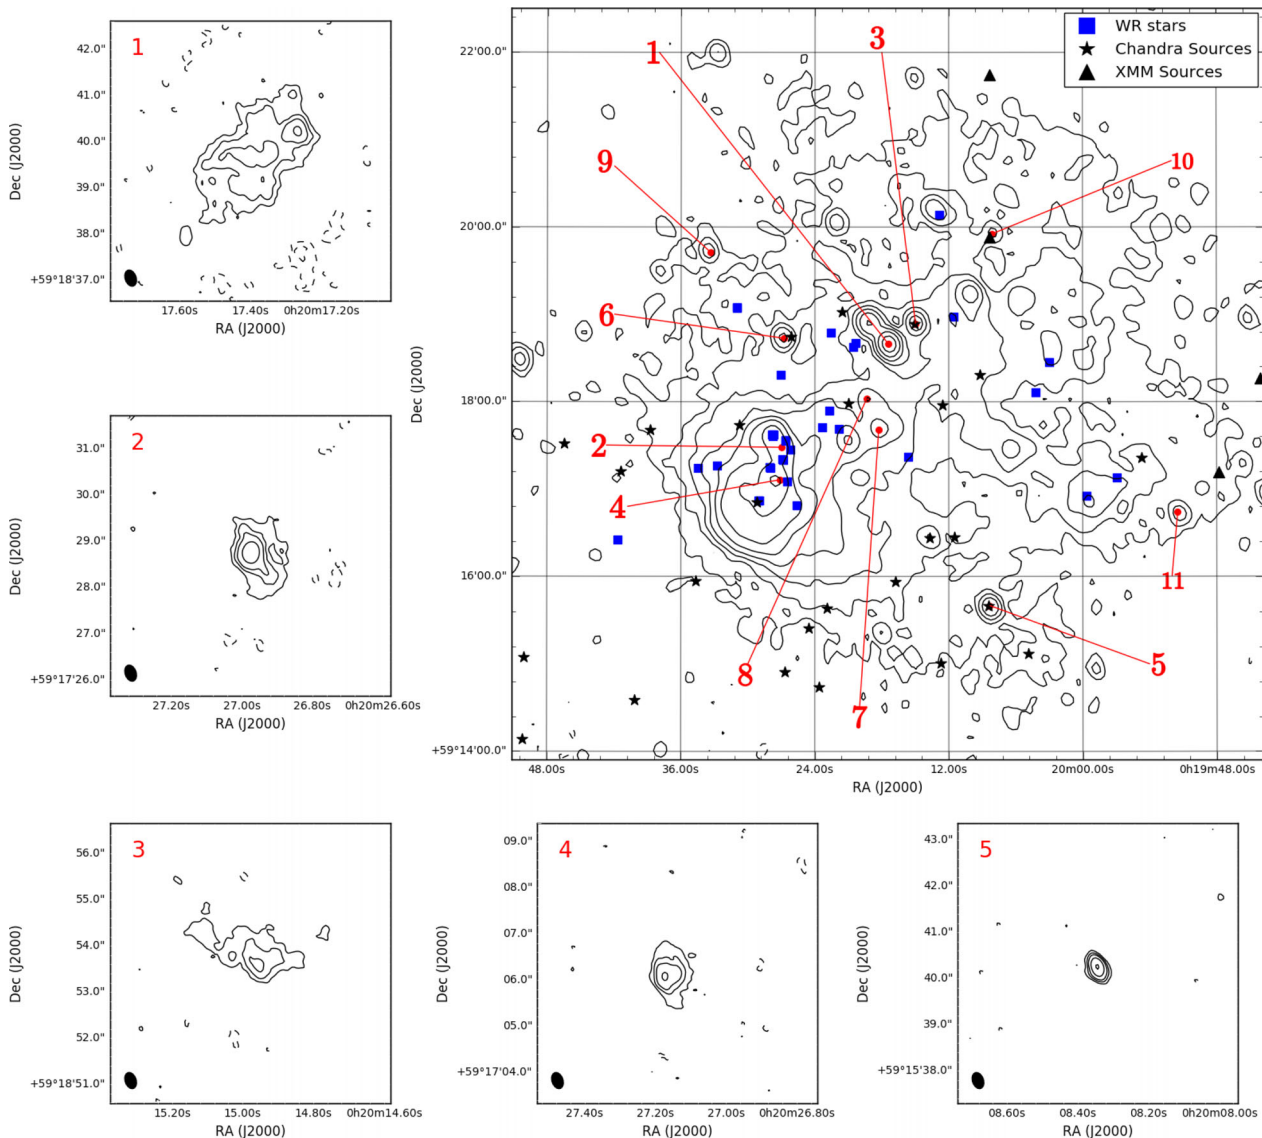 1
42.0"
41.0"
40.0"
39.0"
38.0"
+59°18'37.0"
17.60s 17.40s 0h20m17.20s
RA (J2000)
Dec (J2000)
2
31.0"
30.0"
29.0"
28.0"
27.0"
+59°17'26.0"
27.20s 27.00s 26.80s 0h20m26.60s
RA (J2000)
Dec (J2000)
WR stars
Chandra Sources
XMM Sources
1
3
9
10
6
2
4
11
8
7
5
22'00.0"
20'00.0"
18'00.0"
16'00.0"
+59°14'00.0"
48.00s 36.00s 24.00s 12.00s 20m00.00s 0h19m48.00s
RA (J2000)
Dec (J2000)
3
56.0"
55.0"
54.0"
53.0"
52.0"
+59°18'51.0"
15.20s 15.00s 14.80s 0h20m14.60s
RA (J2000)
Dec (J2000)
4
09.0"
08.0"
07.0"
06.0"
05.0"
+59°17'04.0"
27.40s 27.20s 27.00s 0h20m26.80s
RA (J2000)
Dec (J2000)
5
43.0"
42.0"
41.0"
40.0"
39.0"
+59°15'38.0"
08.60s 08.40s 08.20s 0h20m08.00s
RA (J2000)
Dec (J2000)